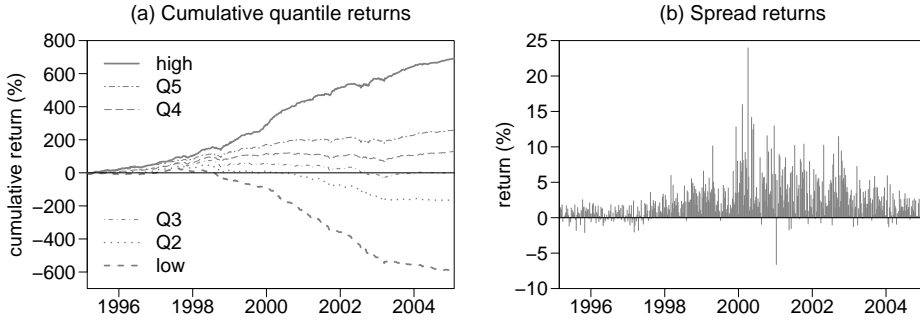 (a) Cumulative quantile returns
cumulative return (%)
800
600
400
200
0
−200
−400
−600
high
Q5
Q4
Q3
Q2
low
1996 1998 2000 2002 2004
(b) Spread returns
return (%)
25
20
15
10
5
0
−5
−10
1996 1998 2000 2002 2004